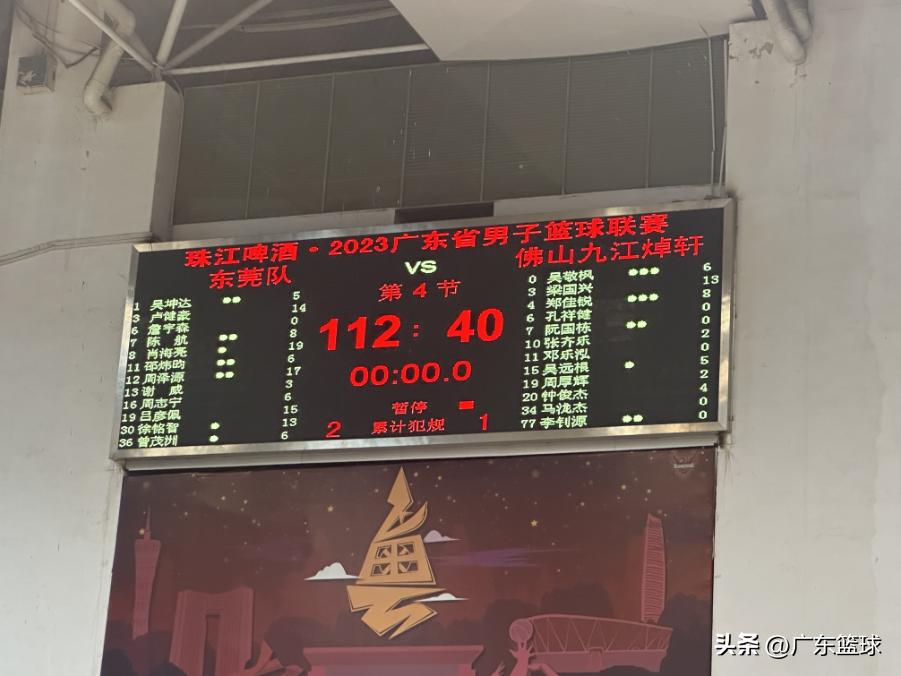 珠江啤酒·2023广东省男子篮球联赛
东莞队
VS
佛山九江焯轩
第 4 节
112 : 40
00:00.0
暂停
2 累计犯规 1
1 吴坤达 5
3 卢健豪 14
6 詹宇森 0
7 陈 航 8
8 肖海亮 19
11 邵炜昀 6
12 周泽源 17
13 谢 威 3
16 周志宁 6
19 吕彦佩 15
30 徐铭智 13
36 曾茂洲 6
0 吴敬枫 6
3 梁国兴 13
4 郑佳锐 8
6 孔祥健 0
7 阮国栋 0
10 张齐乐 2
11 邓乐泓 0
15 吴远根 5
19 周厚辉 2
20 钟俊杰 4
34 马泷杰 0
77 李钊源 0
粤
头条 @广东篮球